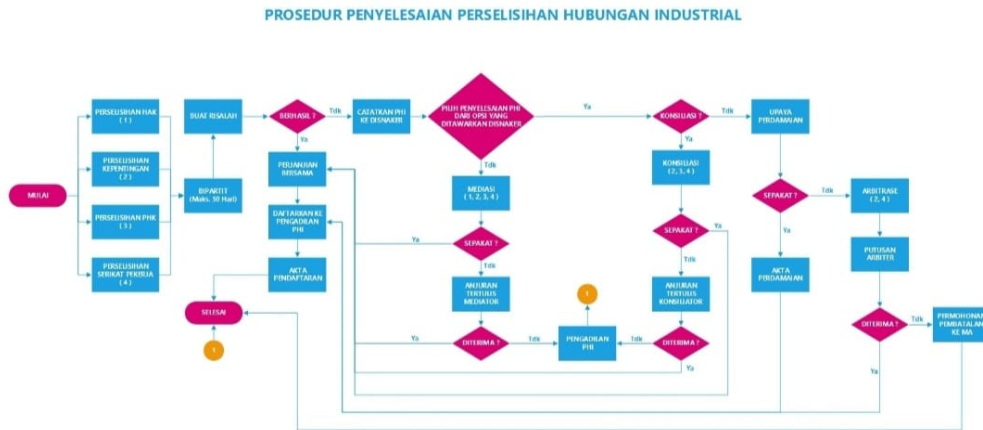 PROSEDUR PENYELESAIAN PERSELISIHAN HUBUNGAN INDUSTRIAL
MULAI
PERSELISIHAN HAK
( 1 )
PERSELISIHAN
KEPENTINGAN
( 2 )
PERSELISIHAN PHK
( 3 )
PERSELISIHAN
SERIKAT PEKERJA
( 4 )
BUAT RISALAH
BIPARTIT
(Maks. 30 Hari)
BERHASIL ?
Tdk
Ya
PERJANJIAN
BERSAMA
DAFTARKAN KE
PENGADILAN
PHI
AKTA
PENDAFTARAN
SELESAI
1
CATATKAN PHI
KE DISNAKER
PILIH PENYELESAIAN PHI
DARI OPSI YANG
DITAWARKAN DISNAKER
Ya
Tdk
MEDIASI
( 1, 2, 3, 4 )
SEPAKAT ?
Ya
Tdk
ANJURAN
TERTULIS
MEDIATOR
DITERIMA ?
Ya
Tdk
PENGADILAN
PHI
1
KONSILIASI ?
Tdk
Ya
KONSILIASI
(2, 3, 4 )
SEPAKAT ?
Ya
Tdk
ANJURAN
TERTULIS
KONSILIATOR
DITERIMA ?
Tdk
Ya
UPAYA
PERDAMAIAN
SEPAKAT ?
Tdk
Ya
AKTA
PERDAMAIAN
ARBITRASE
( 2, 4 )
PUTUSAN
ARBITER
DITERIMA ?
Tdk
Ya
PERMOHONAN
PEMBATALAN
KE MA